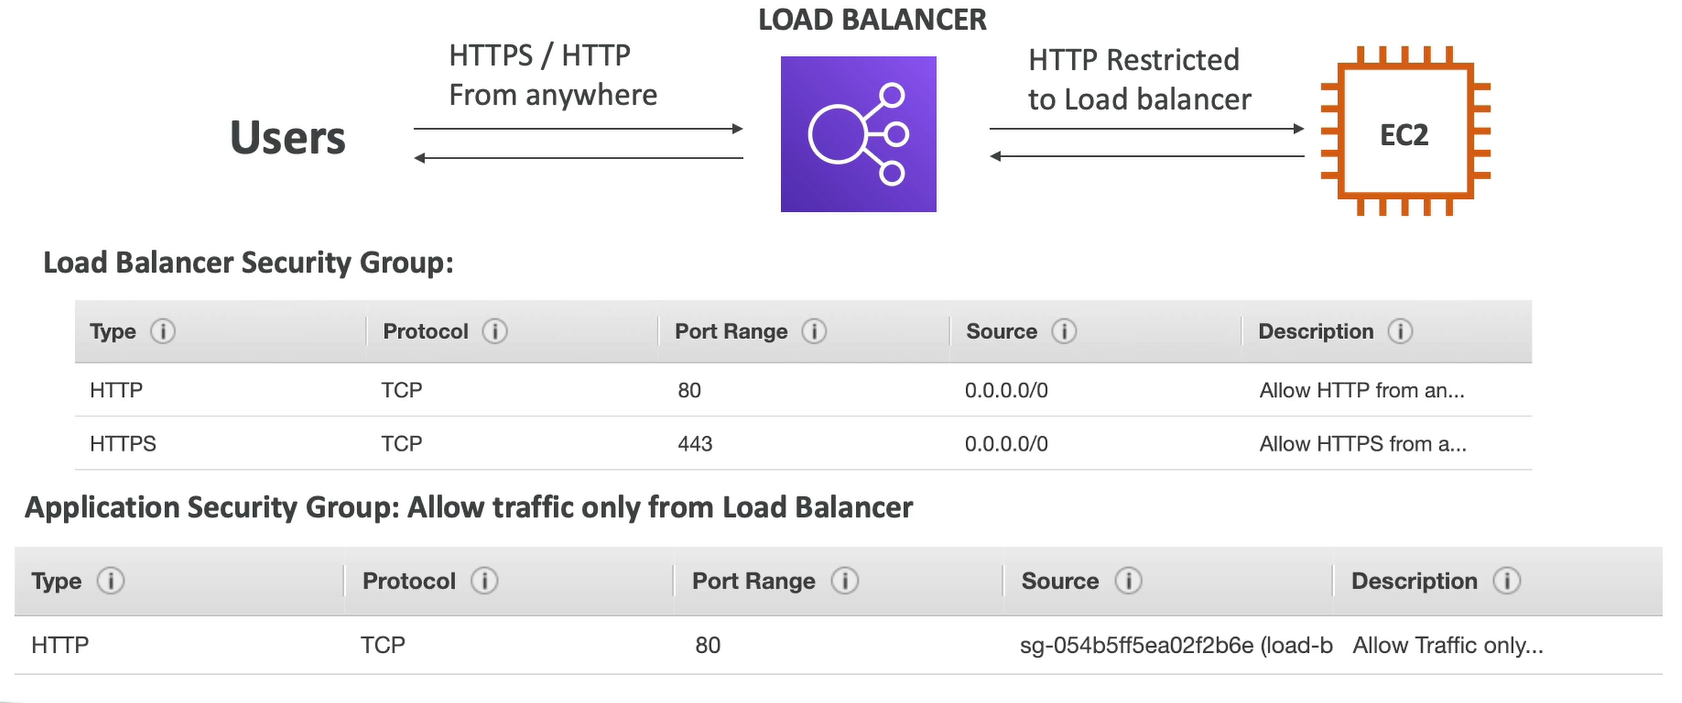 LOAD BALANCER
HTTPS / HTTP
From anywhere
HTTP Restricted
to Load balancer
Users
EC2
Load Balancer Security Group:
Type Protocol Port Range Source Description
HTTP TCP 80 0.0.0.0/0 Allow HTTP from an...
HTTPS TCP 443 0.0.0.0/0 Allow HTTPS from a...
Application Security Group: Allow traffic only from Load Balancer
Type Protocol Port Range Source Description
HTTP TCP 80 sg-054b5ff5ea02f2b6e (load-b Allow Traffic only...